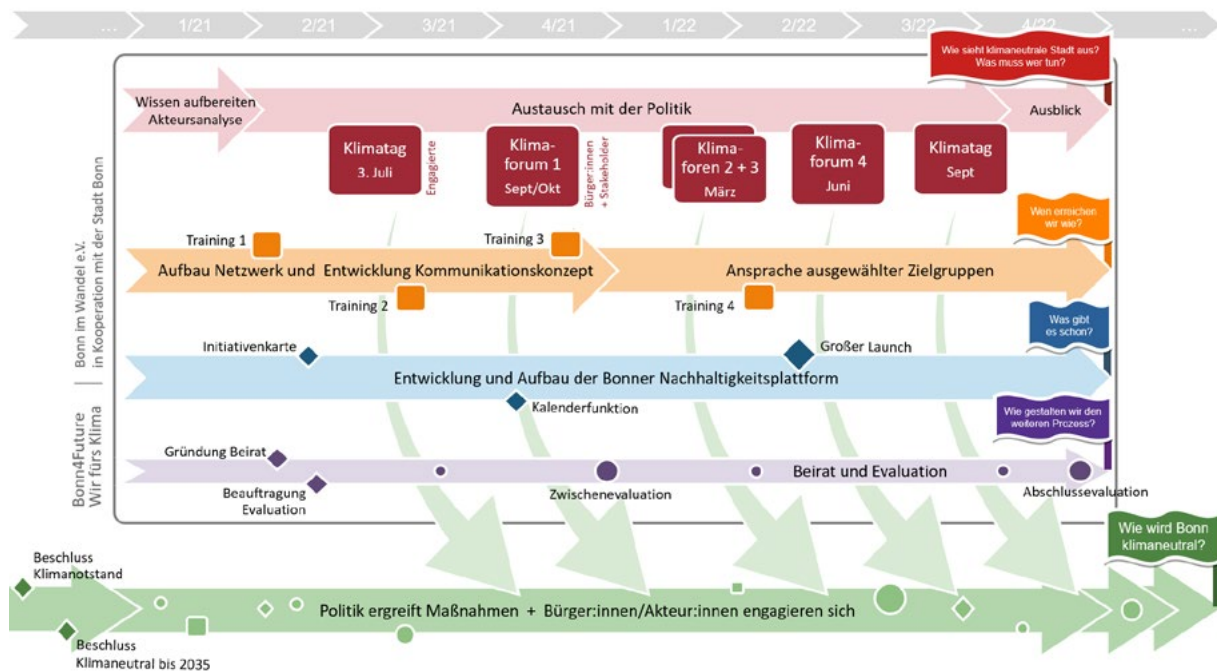 ...
1/21
2/21
3/21
4/21
1/22
2/22
3/22
4/22
...
Wie sieht klimaneutrale Stadt aus?
Was muss wer tun?
Wissen aufbereiten
Akteursanalyse
Austausch mit der Politik
Ausblick
Klimatag
3. Juli
Engagierte
Klima-
forum 1
Sept/Okt
Bürger:innen
+ Stakeholder
Klima-
foren 2 + 3
März
Klima-
forum 4
Juni
Klimatag
Sept
Wen erreichen
wir wie?
Training 1
Training 3
Aufbau Netzwerk und Entwicklung Kommunikationskonzept
Ansprache ausgewählter Zielgruppen
Training 2
Training 4
Was gibt
es schon?
Initiativenkarte
Großer Launch
Entwicklung und Aufbau der Bonner Nachhaltigkeitsplattform
Kalenderfunktion
Wie gestalten wir den
weiteren Prozess?
Gründung Beirat
Beirat und Evaluation
Beauftragung
Evaluation
Zwischenevaluation
Abschlussevaluation
Bonn im Wandel e.V.
in Kooperation mit der Stadt Bonn
Bonn4Future
Wir fürs Klima
Wie wird Bonn
klimaneutral?
Beschluss
Klimanotstand
Politik ergreift Maßnahmen + Bürger:innen/Akteur:innen engagieren sich
Beschluss
Klimaneutral bis 2035